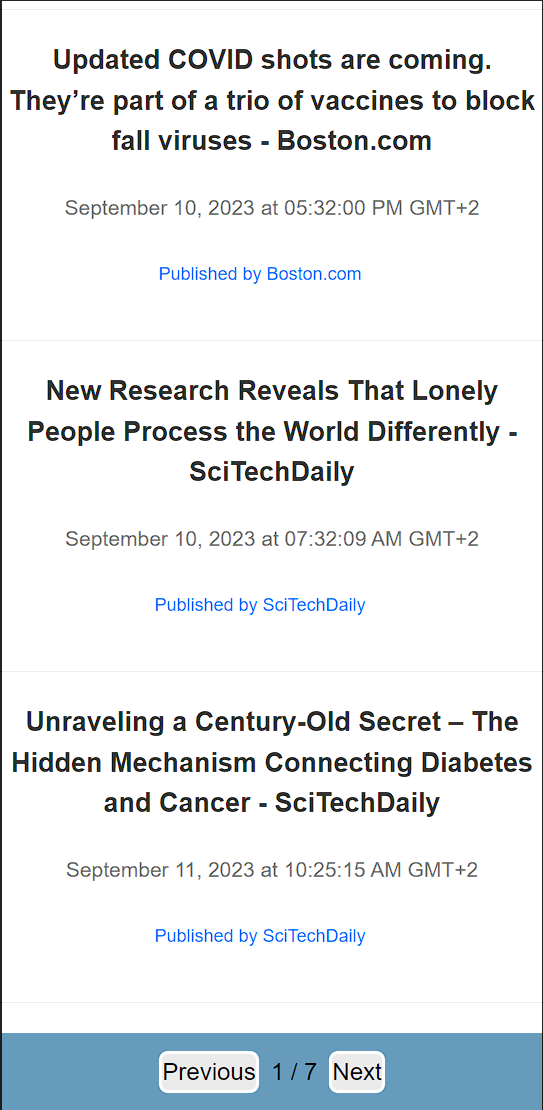 Updated COVID shots are coming.
They’re part of a trio of vaccines to block
fall viruses - Boston.com
September 10, 2023 at 05:32:00 PM GMT+2
Published by Boston.com
New Research Reveals That Lonely
People Process the World Differently -
SciTechDaily
September 10, 2023 at 07:32:09 AM GMT+2
Published by SciTechDaily
Unraveling a Century-Old Secret – The
Hidden Mechanism Connecting Diabetes
and Cancer - SciTechDaily
September 11, 2023 at 10:25:15 AM GMT+2
Published by SciTechDaily
Previous 1 / 7 Next